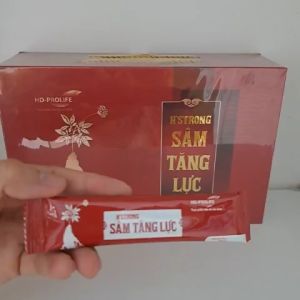 HD-PROLIFE
H'STRONG
SÂM
TĂNG
LỰC
H'STRONG
SÂM TĂNG LỰC
HD-PROLIFE